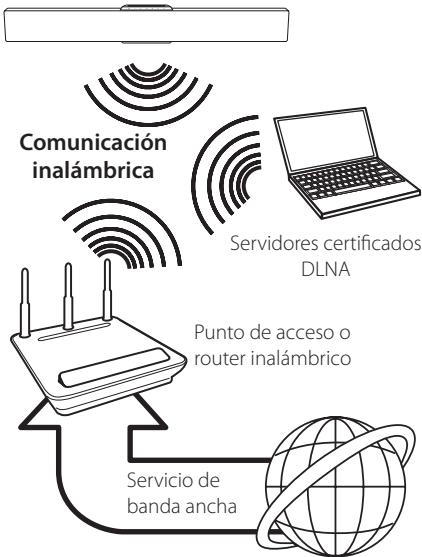 Comunicación
inalámbrica
Servidores certificados
DLNA
Punto de acceso o
router inalámbrico
Servicio de
banda ancha